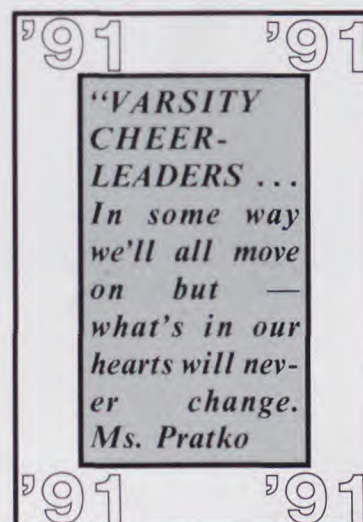 '91 '91
"VARSITY
CHEER-
LEADERS ...
In some way
we'll all move
on but —
what's in our
hearts will nev-
er change.
Ms. Pratko
'91 '91